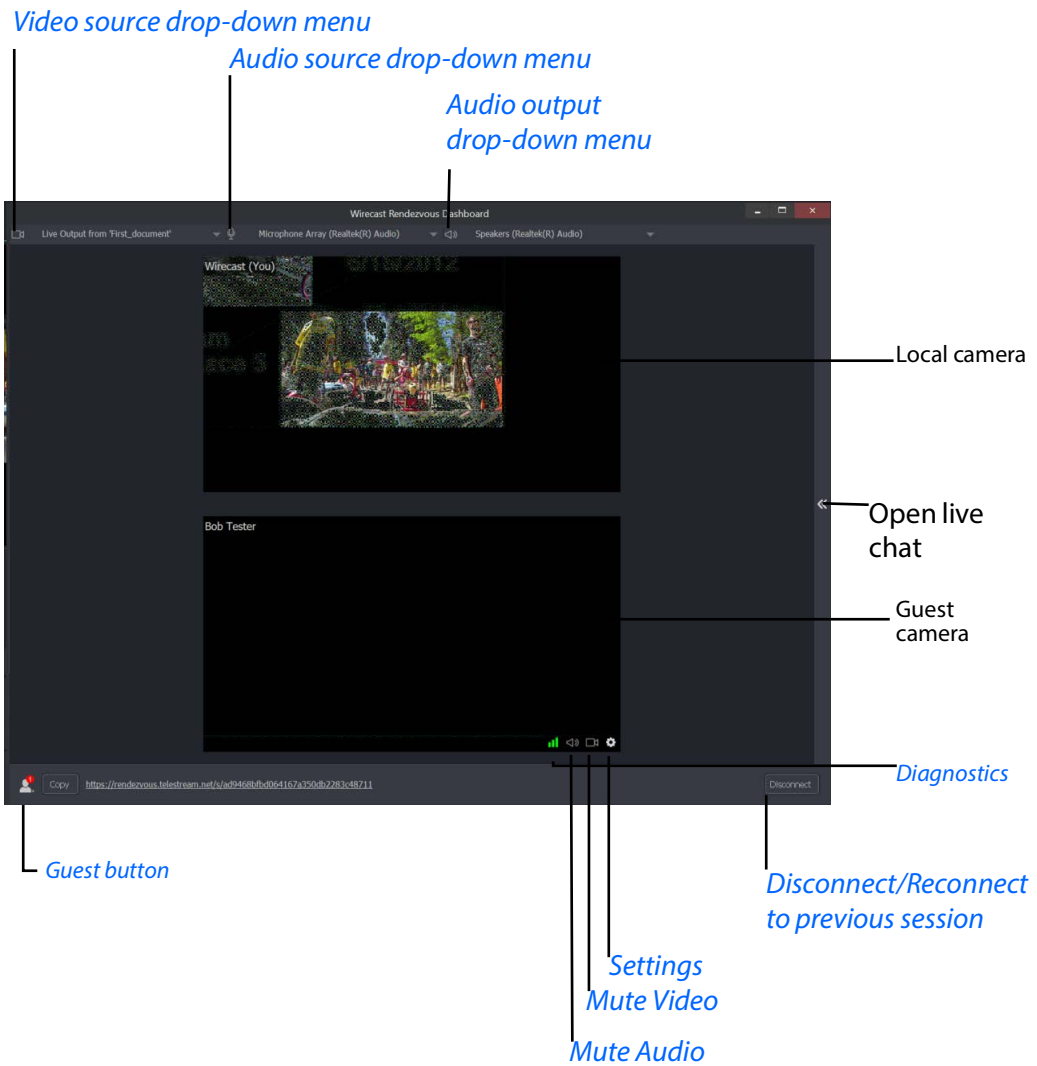 Video source drop-down menu
Audio source drop-down menu
Audio output
drop-down menu
Wirecast Rendezvous Dashboard
Live Output from 'First_document'
Microphone Array (Realtek(R) Audio)
Speakers (Realtek(R) Audio)
Wirecast (You)
Local camera
Open live
chat
Bob Tester
Guest
camera
Diagnostics
Copy
https://rendezvous.telestream.net/s/ad9468bfbd064167a350db2283c48711
Disconnect
Guest button
Disconnect/Reconnect
to previous session
Settings
Mute Video
Mute Audio